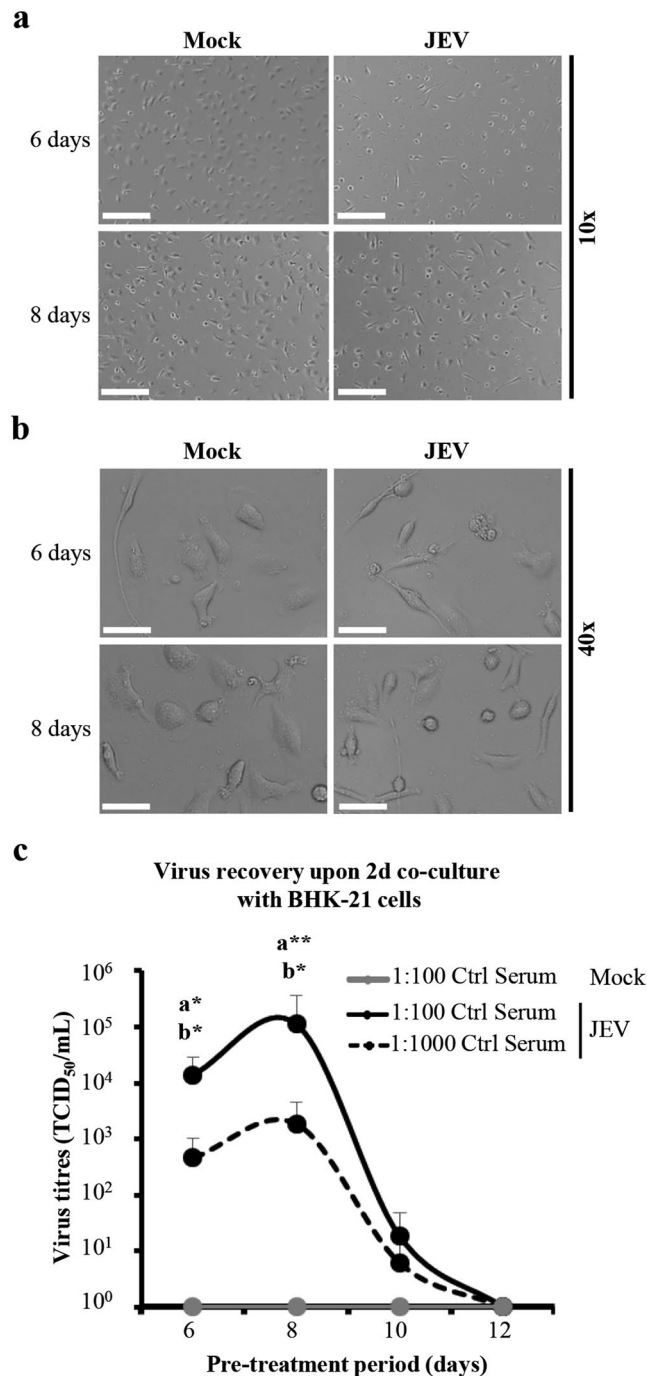 a
Mock JEV
6 days
8 days
10x
b
Mock JEV
6 days
8 days
40x
c
Virus recovery upon 2d co-culture
with BHK-21 cells
a**
b*
a*
b*
1:100 Ctrl Serum Mock
1:100 Ctrl Serum
1:1000 Ctrl Serum
JEV
Virus titres (TCID50/mL)
10⁶
10⁵
10⁴
10³
10²
10¹
10⁰
6 8 10 12
Pre-treatment period (days)